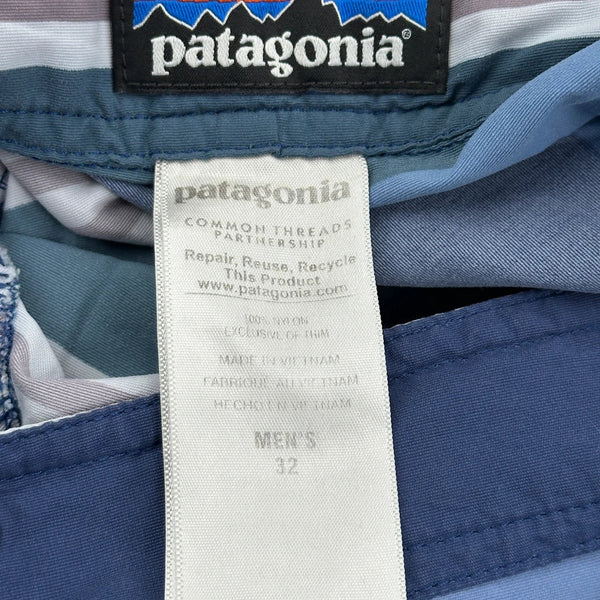 patagonia®
patagonia
COMMON THREADS
PARTNERSHIP
Repair, Reuse, Recycle
This Product
www.patagonia.com
100% NYLON
EXCLUSIVE OF TRIM
MADE IN VIETNAM
FABRIQUÉ AU VIETNAM
HECHO EN VIETNAM
MEN'S
32